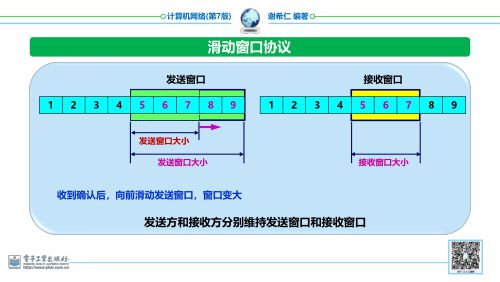 计算机网络(第7版) 谢希仁 编著
滑动窗口协议
发送窗口 接收窗口
1 2 3 4 5 6 7 8 9 1 2 3 4 5 6 7 8 9
发送窗口大小
发送窗口大小 接收窗口大小
收到确认后，向前滑动发送窗口，窗口变大
发送方和接收方分别维持发送窗口和接收窗口
电子工业出版社
http://www.phei.com.cn